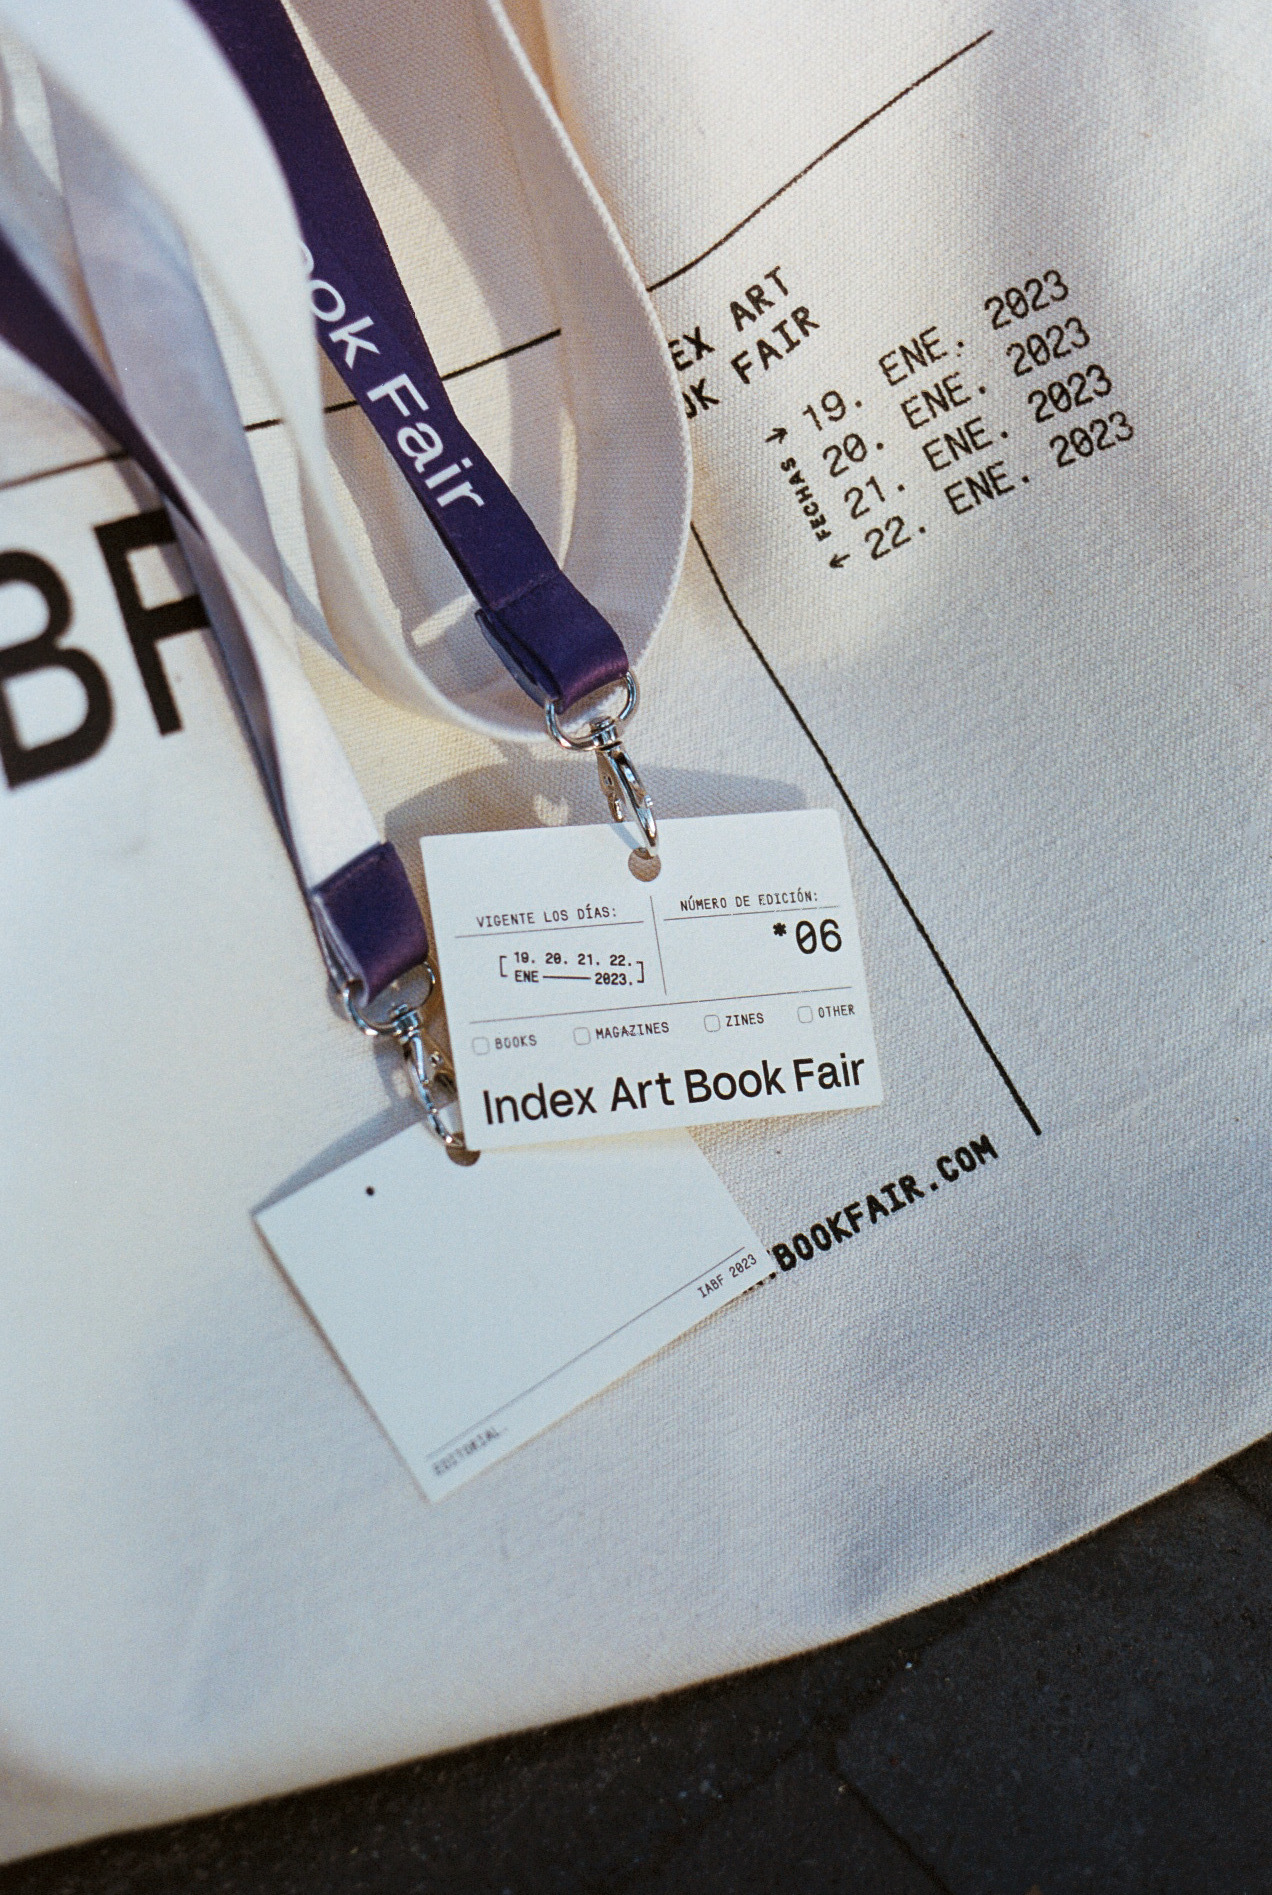 ook Fair
EX ART
OK FAIR
FECHAS
→ 19. ENE. 2023
20. ENE. 2023
21. ENE. 2023
← 22. ENE. 2023
BF
VIGENTE LOS DÍAS:
[19. 20. 21. 22.
ENE — 2023.]
NÚMERO DE EDICIÓN:
*06
BOOKS MAGAZINES ZINES OTHER
Index Art Book Fair
BOOKFAIR.COM
IABF 2023
EDITORIAL